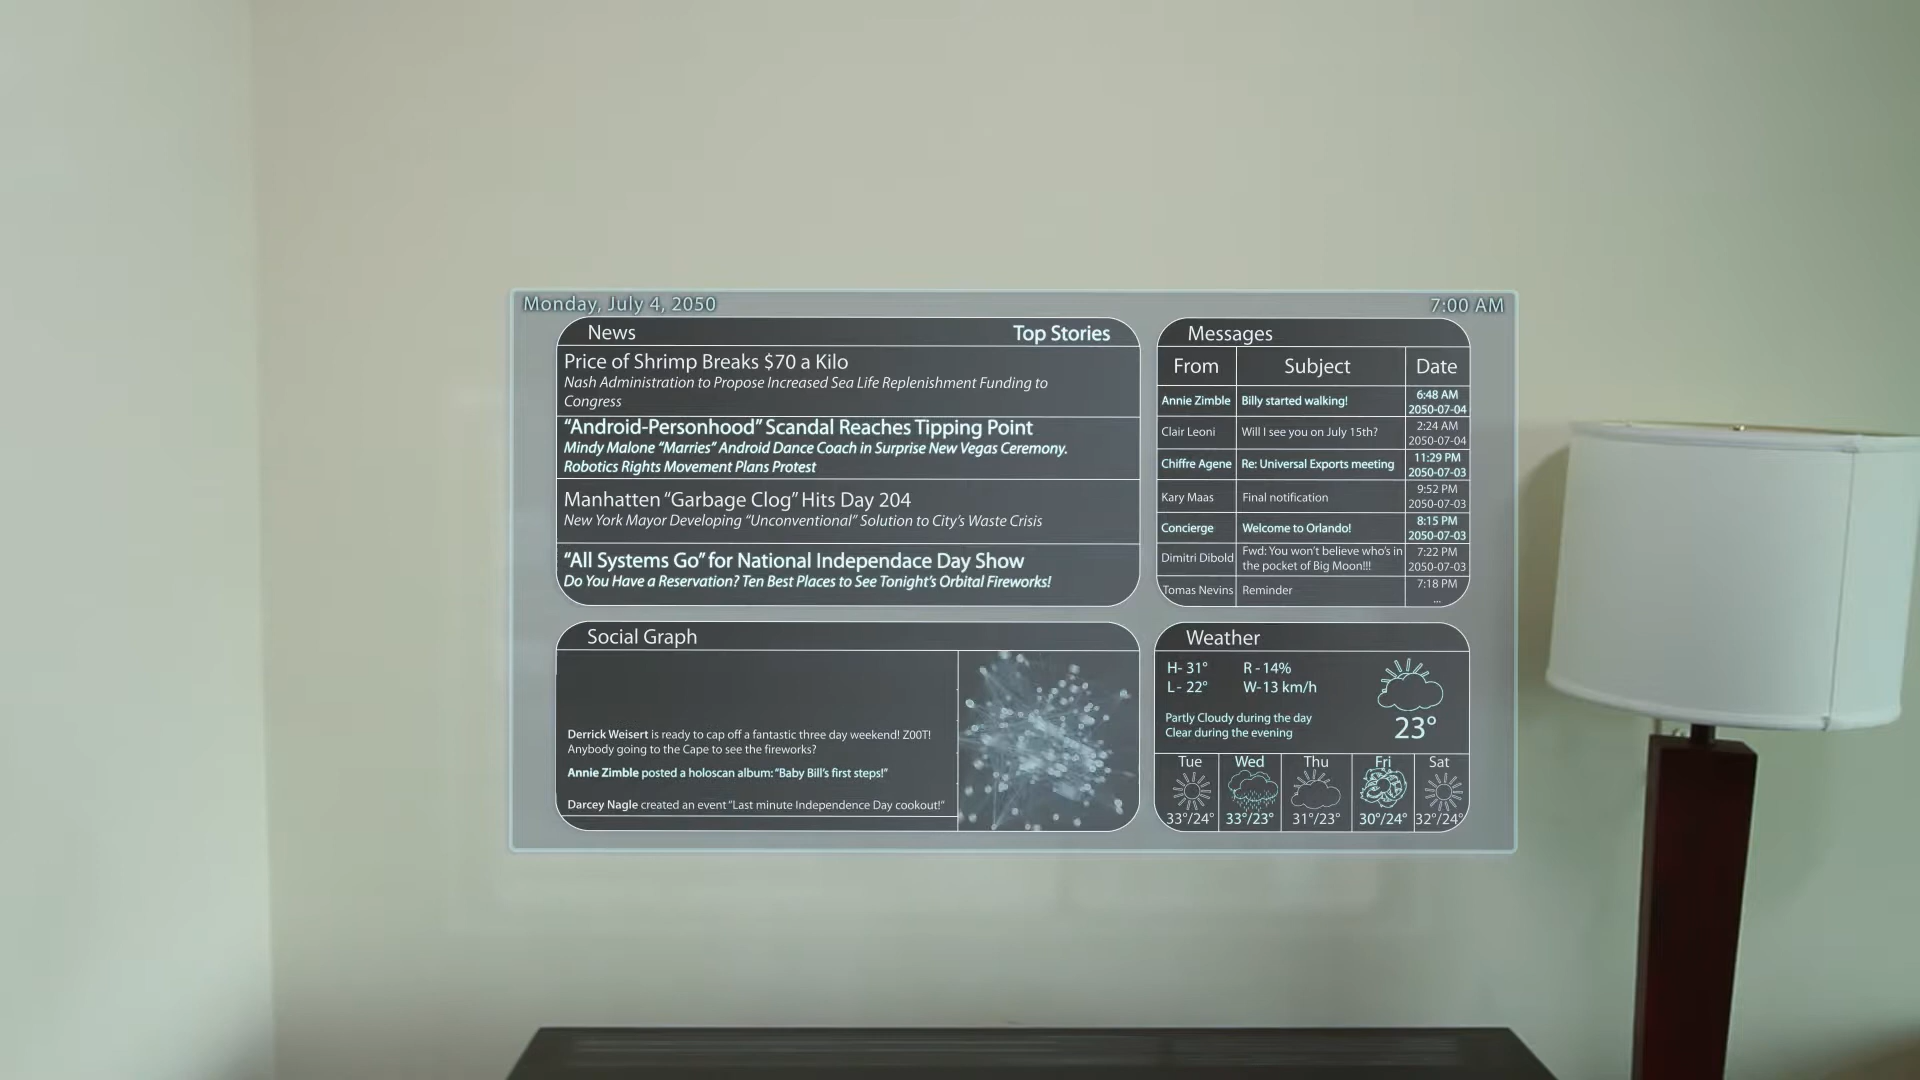 Monday, July 4, 2050
7:00 AM
News
Top Stories
Price of Shrimp Breaks $70 a Kilo
Nash Administration to Propose Increased Sea Life Replenishment Funding to
Congress
“Android-Personhood” Scandal Reaches Tipping Point
Mindy Malone “Marries” Android Dance Coach in Surprise New Vegas Ceremony.
Robotics Rights Movement Plans Protest
Manhatten “Garbage Clog” Hits Day 204
New York Mayor Developing “Unconventional” Solution to City’s Waste Crisis
“All Systems Go” for National Independace Day Show
Do You Have a Reservation? Ten Best Places to See Tonight’s Orbital Fireworks!
Messages
From Subject Date
Annie Zimble Billy started walking! 6:48 AM
2050-07-04
Clair Leoni Will I see you on July 15th? 2:24 AM
2050-07-04
Chiffre Agene Re: Universal Exports meeting 11:29 PM
2050-07-03
Kary Maas Final notification 9:52 PM
2050-07-03
Concierge Welcome to Orlando! 8:15 PM
2050-07-03
Dimitri Dibold Fwd: You won’t believe who’s in 7:22 PM
the pocket of Big Moon!!! 2050-07-03
Tomas Nevins Reminder 7:18 PM
...
Social Graph
Derrick Weisert is ready to cap off a fantastic three day weekend! Z00T!
Anybody going to the Cape to see the fireworks?
Annie Zimble posted a holoscan album: “Baby Bill’s first steps!”
Darcey Nagle created an event “Last minute Independence Day cookout!”
Weather
H- 31° R - 14%
L - 22° W- 13 km/h
Partly Cloudy during the day
Clear during the evening
23°
Tue Wed Thu Fri Sat
33°/24° 33°/23° 31°/23° 30°/24° 32°/24°